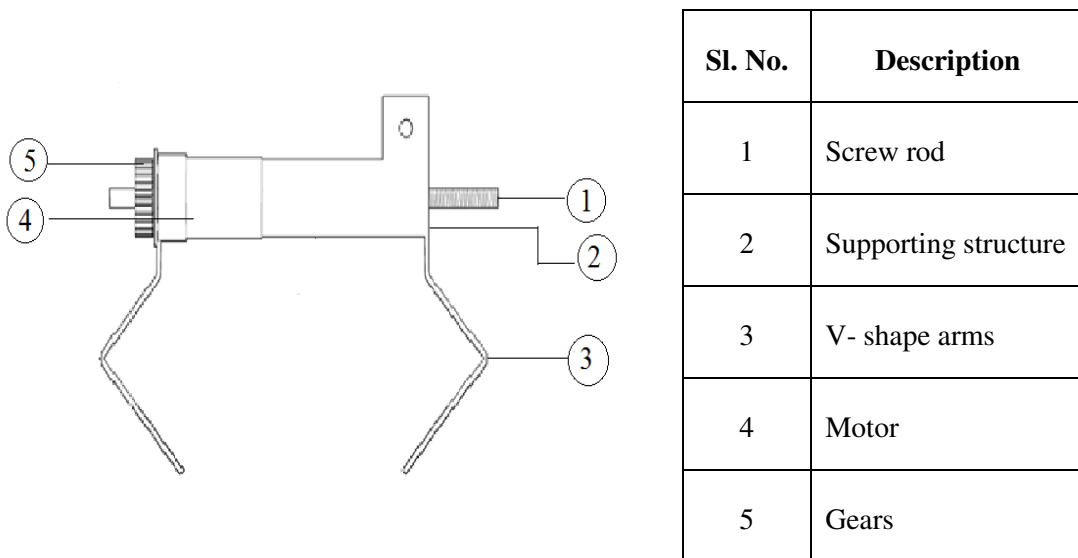 5
4
1
2
3
Sl. No. Description
1 Screw rod
2 Supporting structure
3 V- shape arms
4 Motor
5 Gears